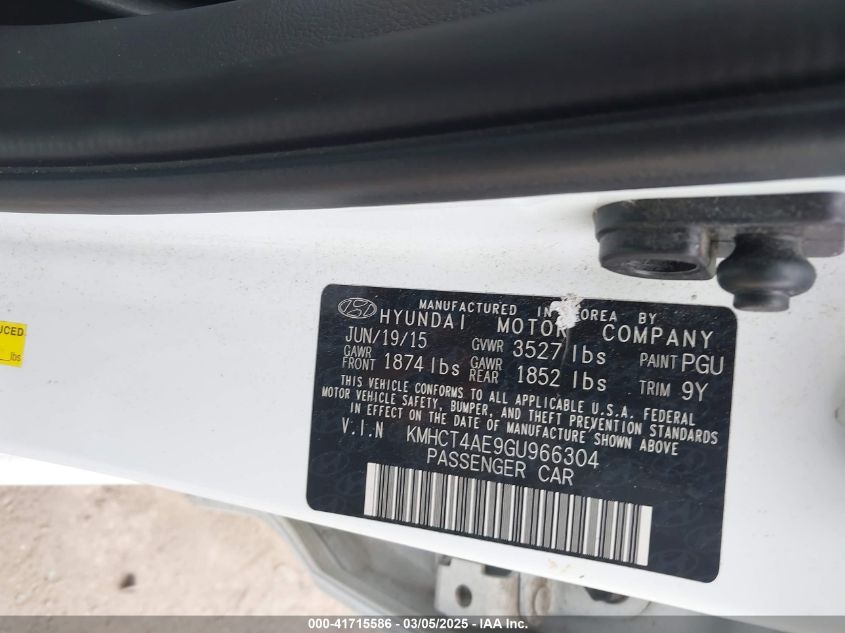 UCED
lbs
MANUFACTURED IN KOREA BY
HYUNDAI MOTOR COMPANY
JUN/19/15 GVWR 3527 lbs PAINT PGU
GAWR FRONT 1874 lbs GAWR REAR 1852 lbs TRIM 9Y
THIS VEHICLE CONFORMS TO ALL APPLICABLE U.S.A. FEDERAL
MOTOR VEHICLE SAFETY, BUMPER, AND THEFT PREVENTION STANDARDS
IN EFFECT ON THE DATE OF MANUFACTURE SHOWN ABOVE
V.I.N KMHCT4AE9GU966304
PASSENGER CAR
000-41715586 - 03/05/2025 - IAA Inc.